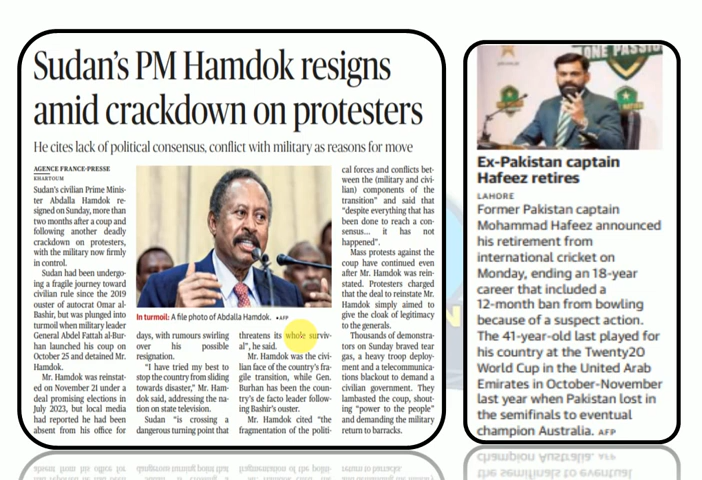 Sudan's PM Hamdok resigns
amid crackdown on protesters
He cites lack of political consensus, conflict with military as reasons for move
AGENCE FRANCE-PRESSE
KHARTOUM
Sudan's civilian Prime Minis-
ter Abdalla Hamdok re-
signed on Sunday, more than
two months after a coup and
following another deadly
crackdown on protesters,
with the military now firmly
in control.
Sudan had been undergo-
ing a fragile journey toward
civilian rule since the 2019
ouster of autocrat Omar al-
Bashir, but was plunged into
turmoil when military leader
General Abdel Fattah al-Bur-
han launched his coup on
October 25 and detained Mr.
Hamdok.
Mr. Hamdok was reinstat-
ed on November 21 under a
deal promising elections in
July 2023, but local media
had reported he had been
absent from his office for
In turmoil: A file photo of Abdalla Hamdok. •AFP
days, with rumours swirling
over his possible
resignation.
"I have tried my best to
stop the country from sliding
towards disaster," Mr. Ham-
dok said, addressing the na-
tion on state television.
Sudan "is crossing a
dangerous turning point that
threatens its whole surviv-
al", he said.
Mr. Hamdok was the civi-
lian face of the country's fra-
gile transition, while Gen.
Burhan has been the coun-
try's de facto leader follow-
ing Bashir's ouster.
Mr. Hamdok cited "the
fragmentation of the politi-
cal forces and conflicts bet-
ween the (military and civi-
lian) components of the
transition" and said that
"despite everything that has
been done to reach a con-
sensus... it has not
happened".
Mass protests against the
coup have continued even
after Mr. Hamdok was rein-
stated. Protesters charged
that the deal to reinstate Mr.
Hamdok simply aimed to
give the cloak of legitimacy
to the generals.
Thousands of demonstra-
tors on Sunday braved tear
gas, a heavy troop deploy-
ment and a telecommunica-
tions blackout to demand a
civilian government. They
lambasted the coup, shout-
ing "power to the people"
and demanding the military
return to barracks.
ONE PASSIO
Ex-Pakistan captain
Hafeez retires
LAHORE
Former Pakistan captain
Mohammad Hafeez announced
his retirement from
international cricket on
Monday, ending an 18-year
career that included a
12-month ban from bowling
because of a suspect action.
The 41-year-old last played for
his country at the Twenty20
World Cup in the United Arab
Emirates in October-November
last year when Pakistan lost in
the semifinals to eventual
champion Australia. AFP